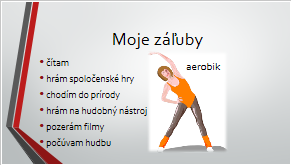 Moje záľuby
čítam
hrám spoločenské hry
chodím do prírody
hrám na hudobný nástroj
pozerám filmy
počúvam hudbu
aerobik